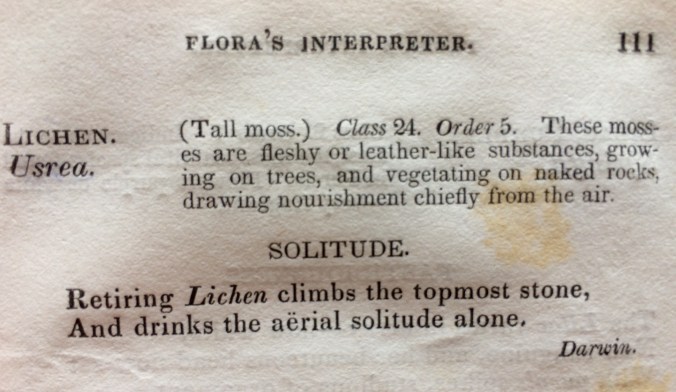 FLORA'S INTERPRETER. 111
LICHEN. (Tall moss.) Class 24. Order 5. These moss-
Usrea. es are fleshy or leather-like substances, grow-
ing on trees, and vegetating on naked rocks,
drawing nourishment chiefly from the air.
SOLITUDE.
Retiring Lichen climbs the topmost stone,
And drinks the aërial solitude alone.
Darwin.